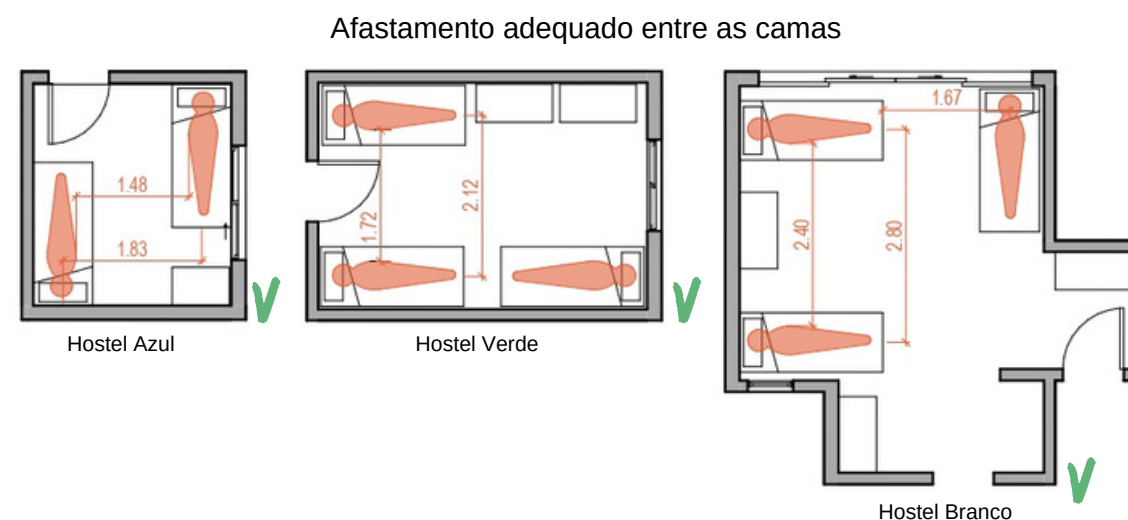 Afastamento adequado entre as camas
1.48
1.83
Hostel Azul
1.72
2.12
Hostel Verde
1.67
2.40
2.80
Hostel Branco